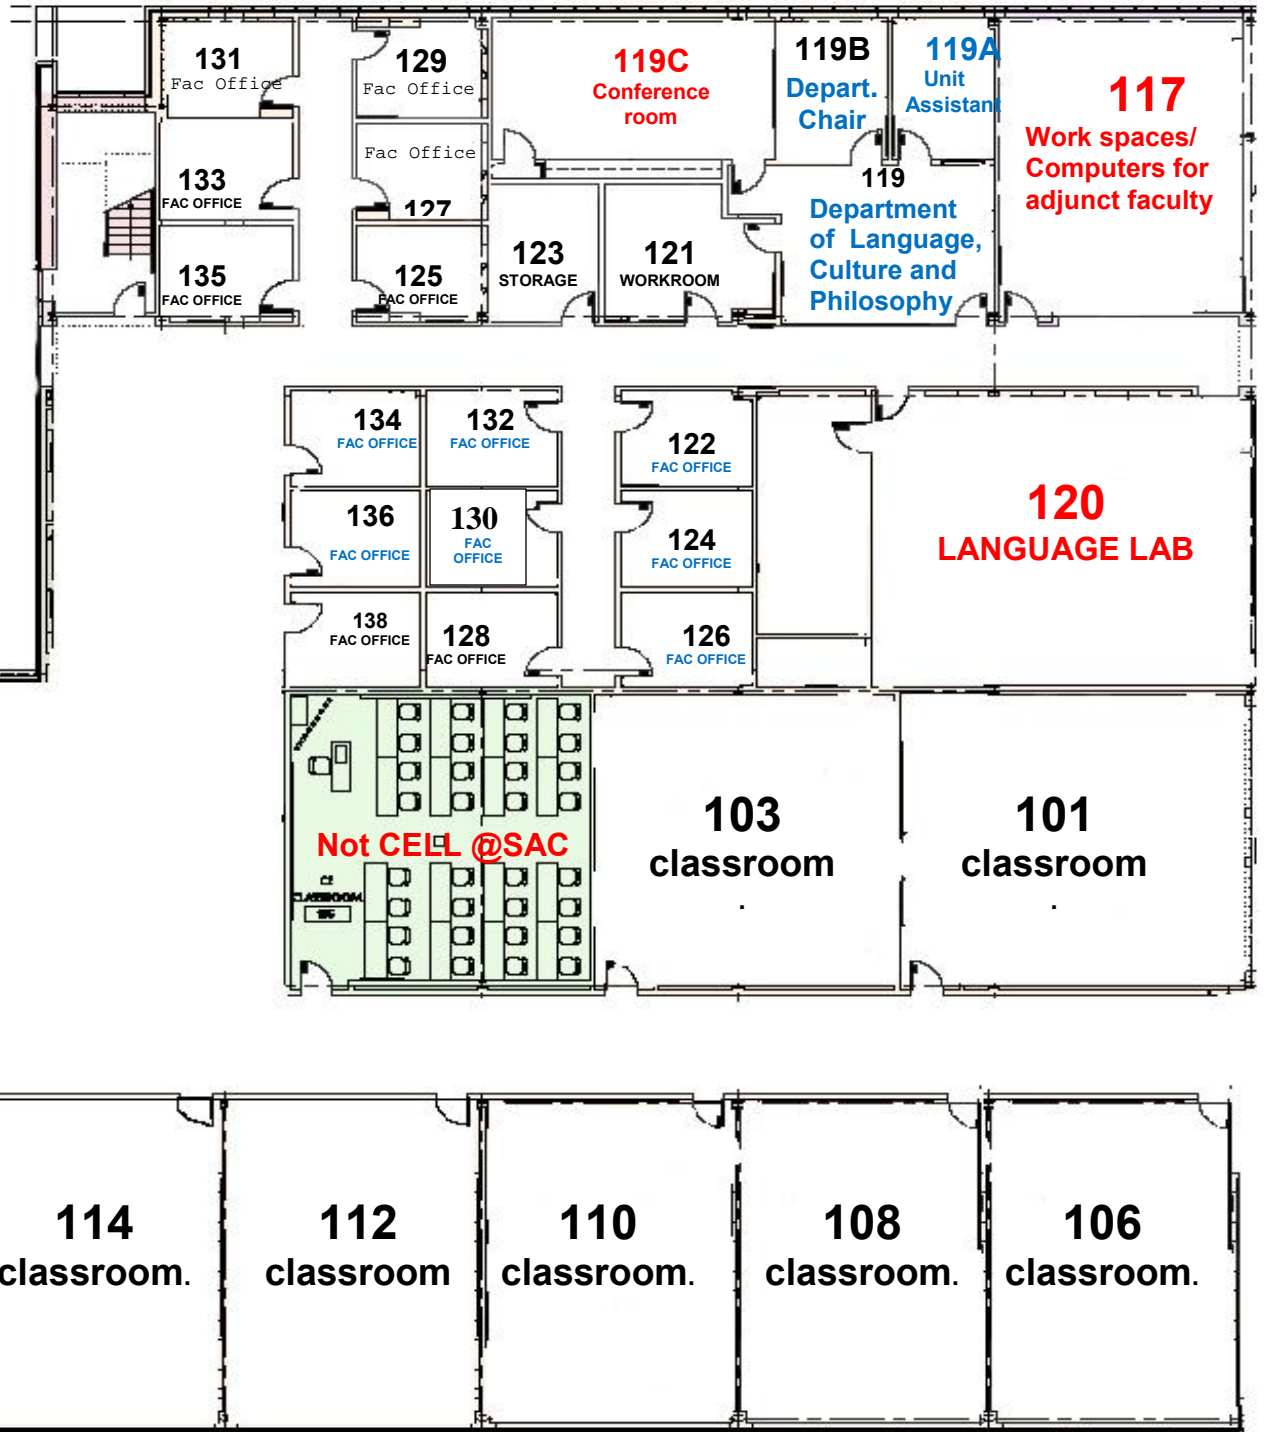 131
Fac Office
129
Fac Office
119C
Conference
room
119B
Depart.
Chair
119A
Unit
Assistant
117
Work spaces/
Computers for
adjunct faculty
133
FAC OFFICE
Fac Office
127
119
Department
of Language,
Culture and
Philosophy
135
FAC OFFICE
125
FAC OFFICE
123
STORAGE
121
WORKROOM
134
FAC OFFICE
132
FAC OFFICE
122
FAC OFFICE
136
FAC OFFICE
130
FAC
OFFICE
124
FAC OFFICE
120
LANGUAGE LAB
138
FAC OFFICE
128
FAC OFFICE
126
FAC OFFICE
Not CELL @SAC
CLASSROOM
103
classroom
.
101
classroom
.
114
classroom.
112
classroom
110
classroom.
108
classroom.
106
classroom.